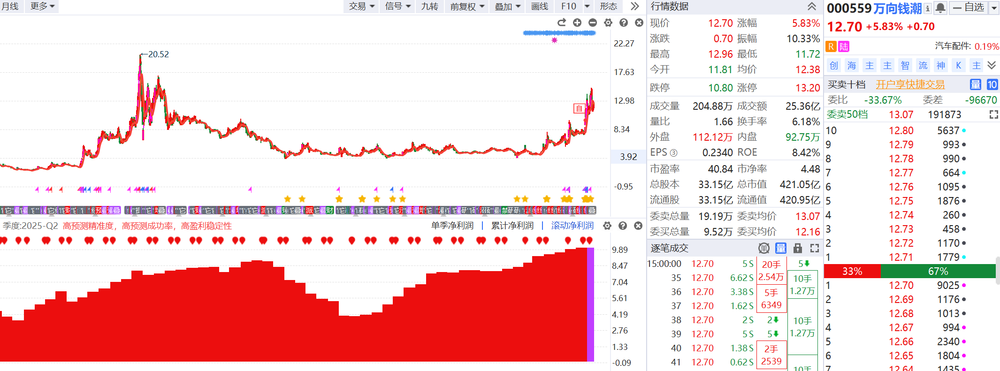 月线 更多 交易 信号 九转 前复权 叠加 画线 F10 形态
22.27
←20.52
17.63
12.98
自
8.34
3.92
-0.95
季度:2025-Q2 高预测精准度，高预测成功率，高盈利稳定性 单季净利润 累计净利润 滚动净利润
9.89
8.47
7.04
5.61
4.19
2.76
1.33
-0.09
行情数据
现价 12.70 涨幅 5.83%
涨跌 0.70 振幅 10.33%
最高 12.96 最低 11.72
今开 11.81 均价 12.38
跌停 10.80 涨停 13.20
成交量 204.88万 成交额 25.36亿
量比 1.66 换手率 6.18%
外盘 112.12万 内盘 92.75万
EPS ③ 0.2340 ROE 8.42%
市盈率 40.84 市净率 4.48
总股本 33.15亿 总市值 421.05亿
流通股 33.15亿 流通值 420.95亿
委卖总量 19.19万 委卖均价 13.07
委买总量 9.52万 委买均价 12.16
逐笔成交 单 量
15:00:00 12.70 5 S
35 12.70 6.62 S
36 12.70 3.38 S
37 12.70 1.62 S
38 12.70 2 S
39 12.70 5 S
40 12.70 1.38 S
41 12.70 0.62 S
20手
2.54万
5手
6349
2
5
2手
2539
5
10手
1.27万
10手
1.27万
10手
000559 万向钱潮 自选
12.70 +5.83% +0.70
R 陆 汽车配件: 0.19%
创 海 主 主 智 流 神 K 主
买卖十档 开户享快捷交易 量 10
委比 -33.67% 委差 -96670
委卖50档 13.07 191873
10 12.80 5637
9 12.79 993
8 12.78 990
7 12.77 664
6 12.76 1095
5 12.75 1876
4 12.74 260
3 12.73 458
2 12.72 1170
1 12.71 1779
33% 67%
1 12.70 9025
2 12.69 1176
3 12.68 1013
4 12.67 994
5 12.66 2340
6 12.65 1804
7 12.64 1435